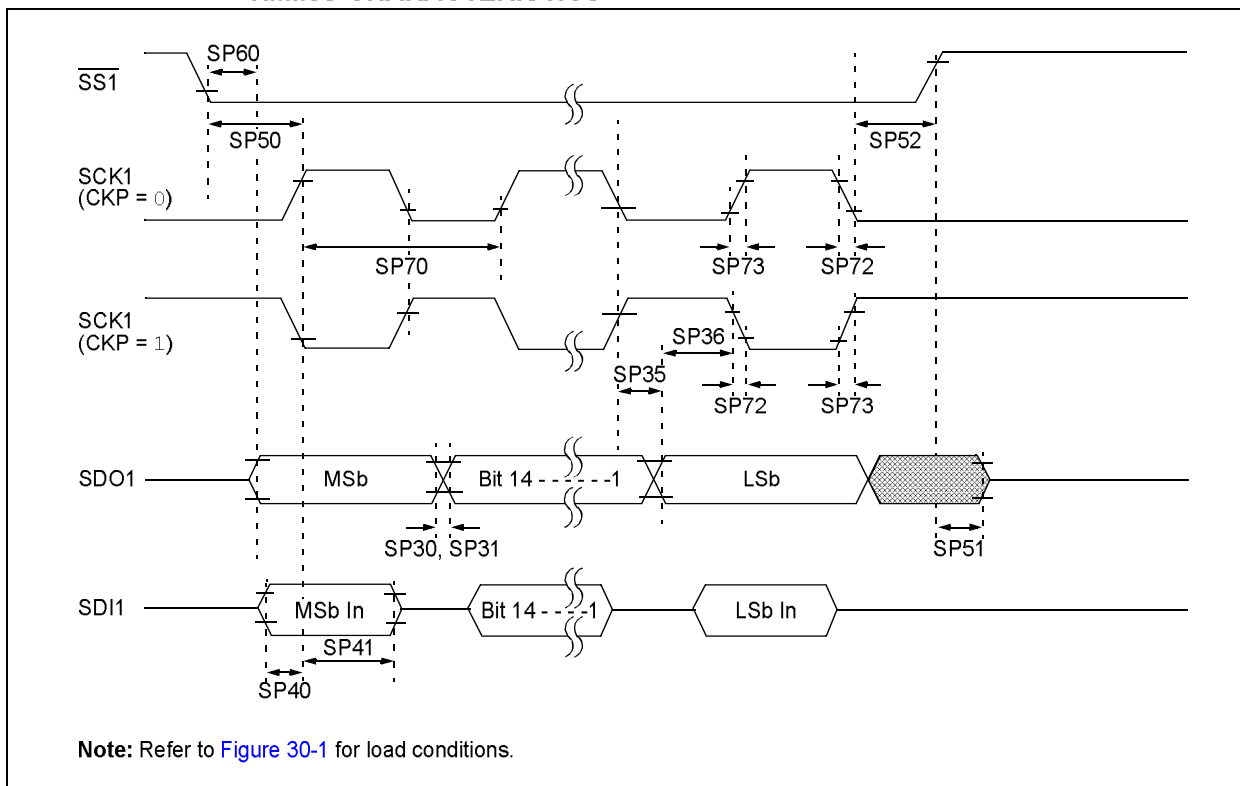 SP60
SS1
SP50
SP52
SCK1
(CKP = 0)
SP70
SP73
SP72
SCK1
(CKP = 1)
SP36
SP35
SP72
SP73
SDO1
MSb
Bit 14 - - - - - -1
LSb
SP30, SP31
SP51
SDI1
MSb In
Bit 14 - - - -1
LSb In
SP41
SP40
Note: Refer to Figure 30-1 for load conditions.